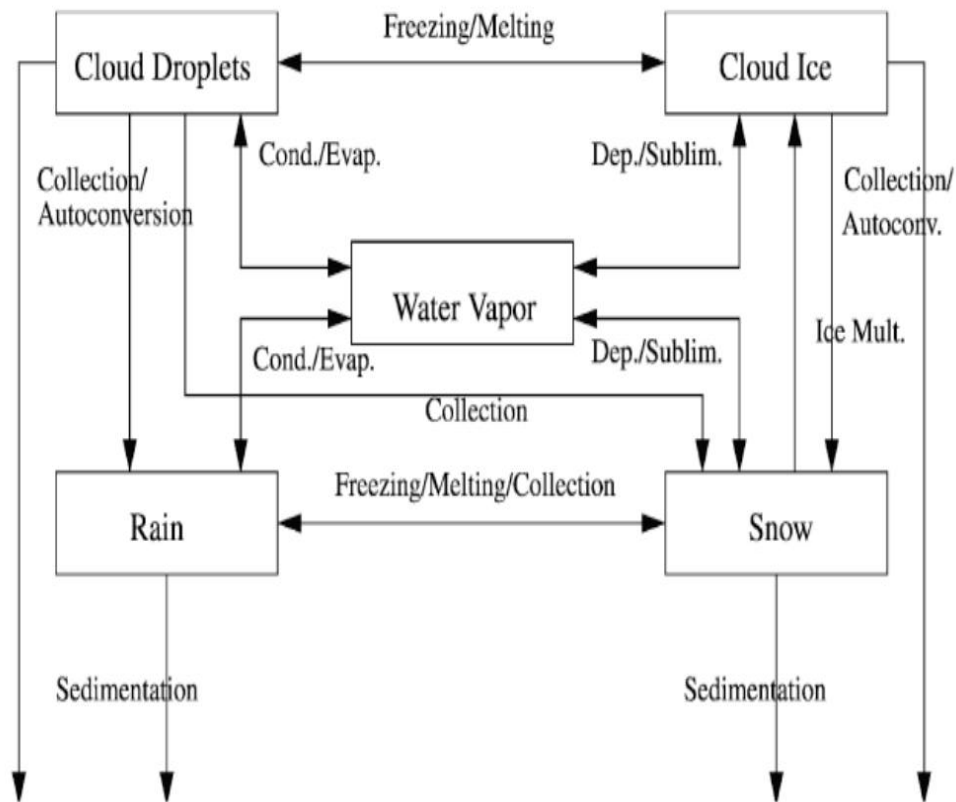 Freezing/Melting
Cloud Droplets
Cloud Ice
Cond./Evap.
Dep./Sublim.
Collection/
Autoconversion
Collection/
Autoconv.
Water Vapor
Ice Mult.
Cond./Evap.
Dep./Sublim.
Collection
Freezing/Melting/Collection
Rain
Snow
Sedimentation
Sedimentation